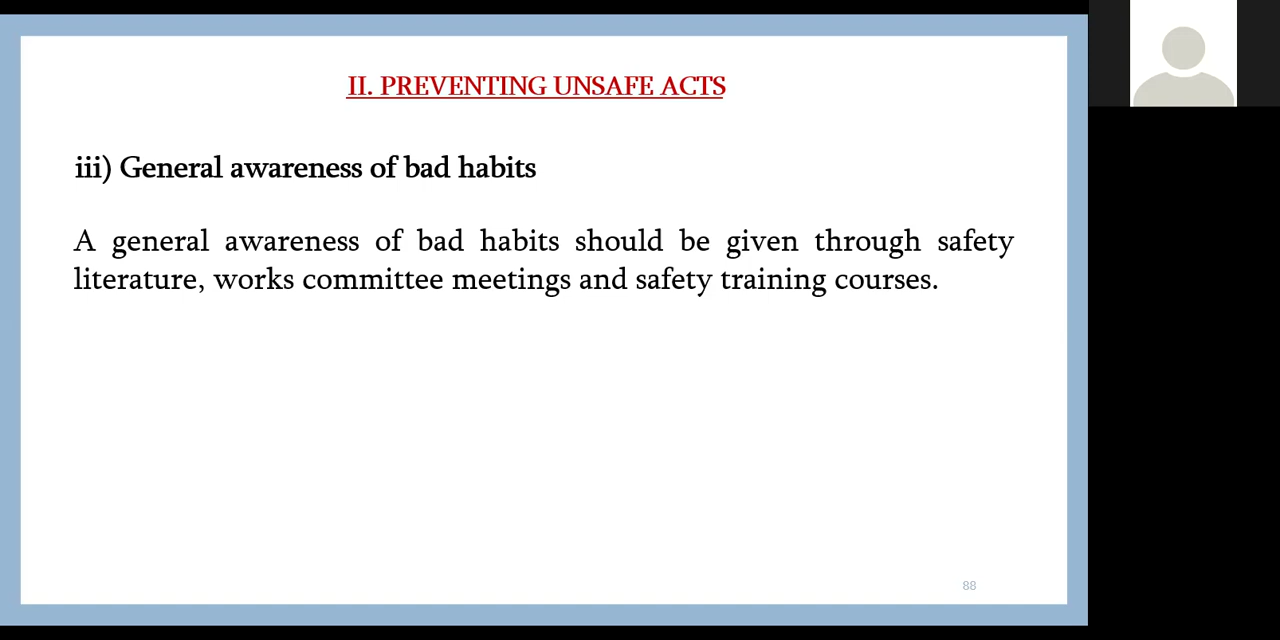 II. PREVENTING UNSAFE ACTS
iii) General awareness of bad habits
A general awareness of bad habits should be given through safety
literature, works committee meetings and safety training courses.
88